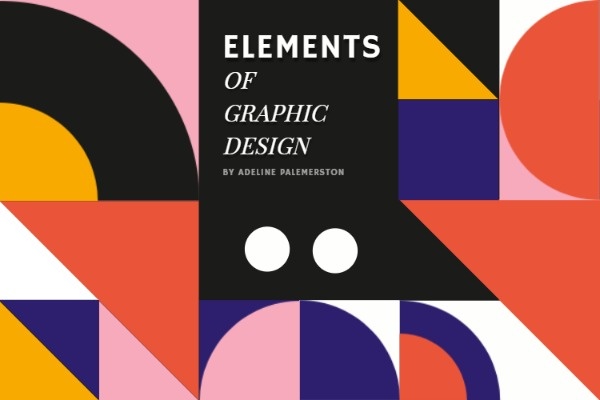 ELEMENTS
OF
GRAPHIC
DESIGN
BY ADELINE PALEMERSTON